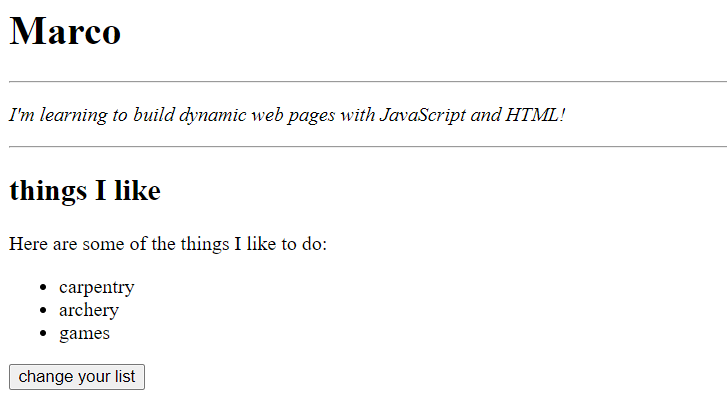 Marco
I'm learning to build dynamic web pages with JavaScript and HTML!
things I like
Here are some of the things I like to do:
carpentry
archery
games
change your list